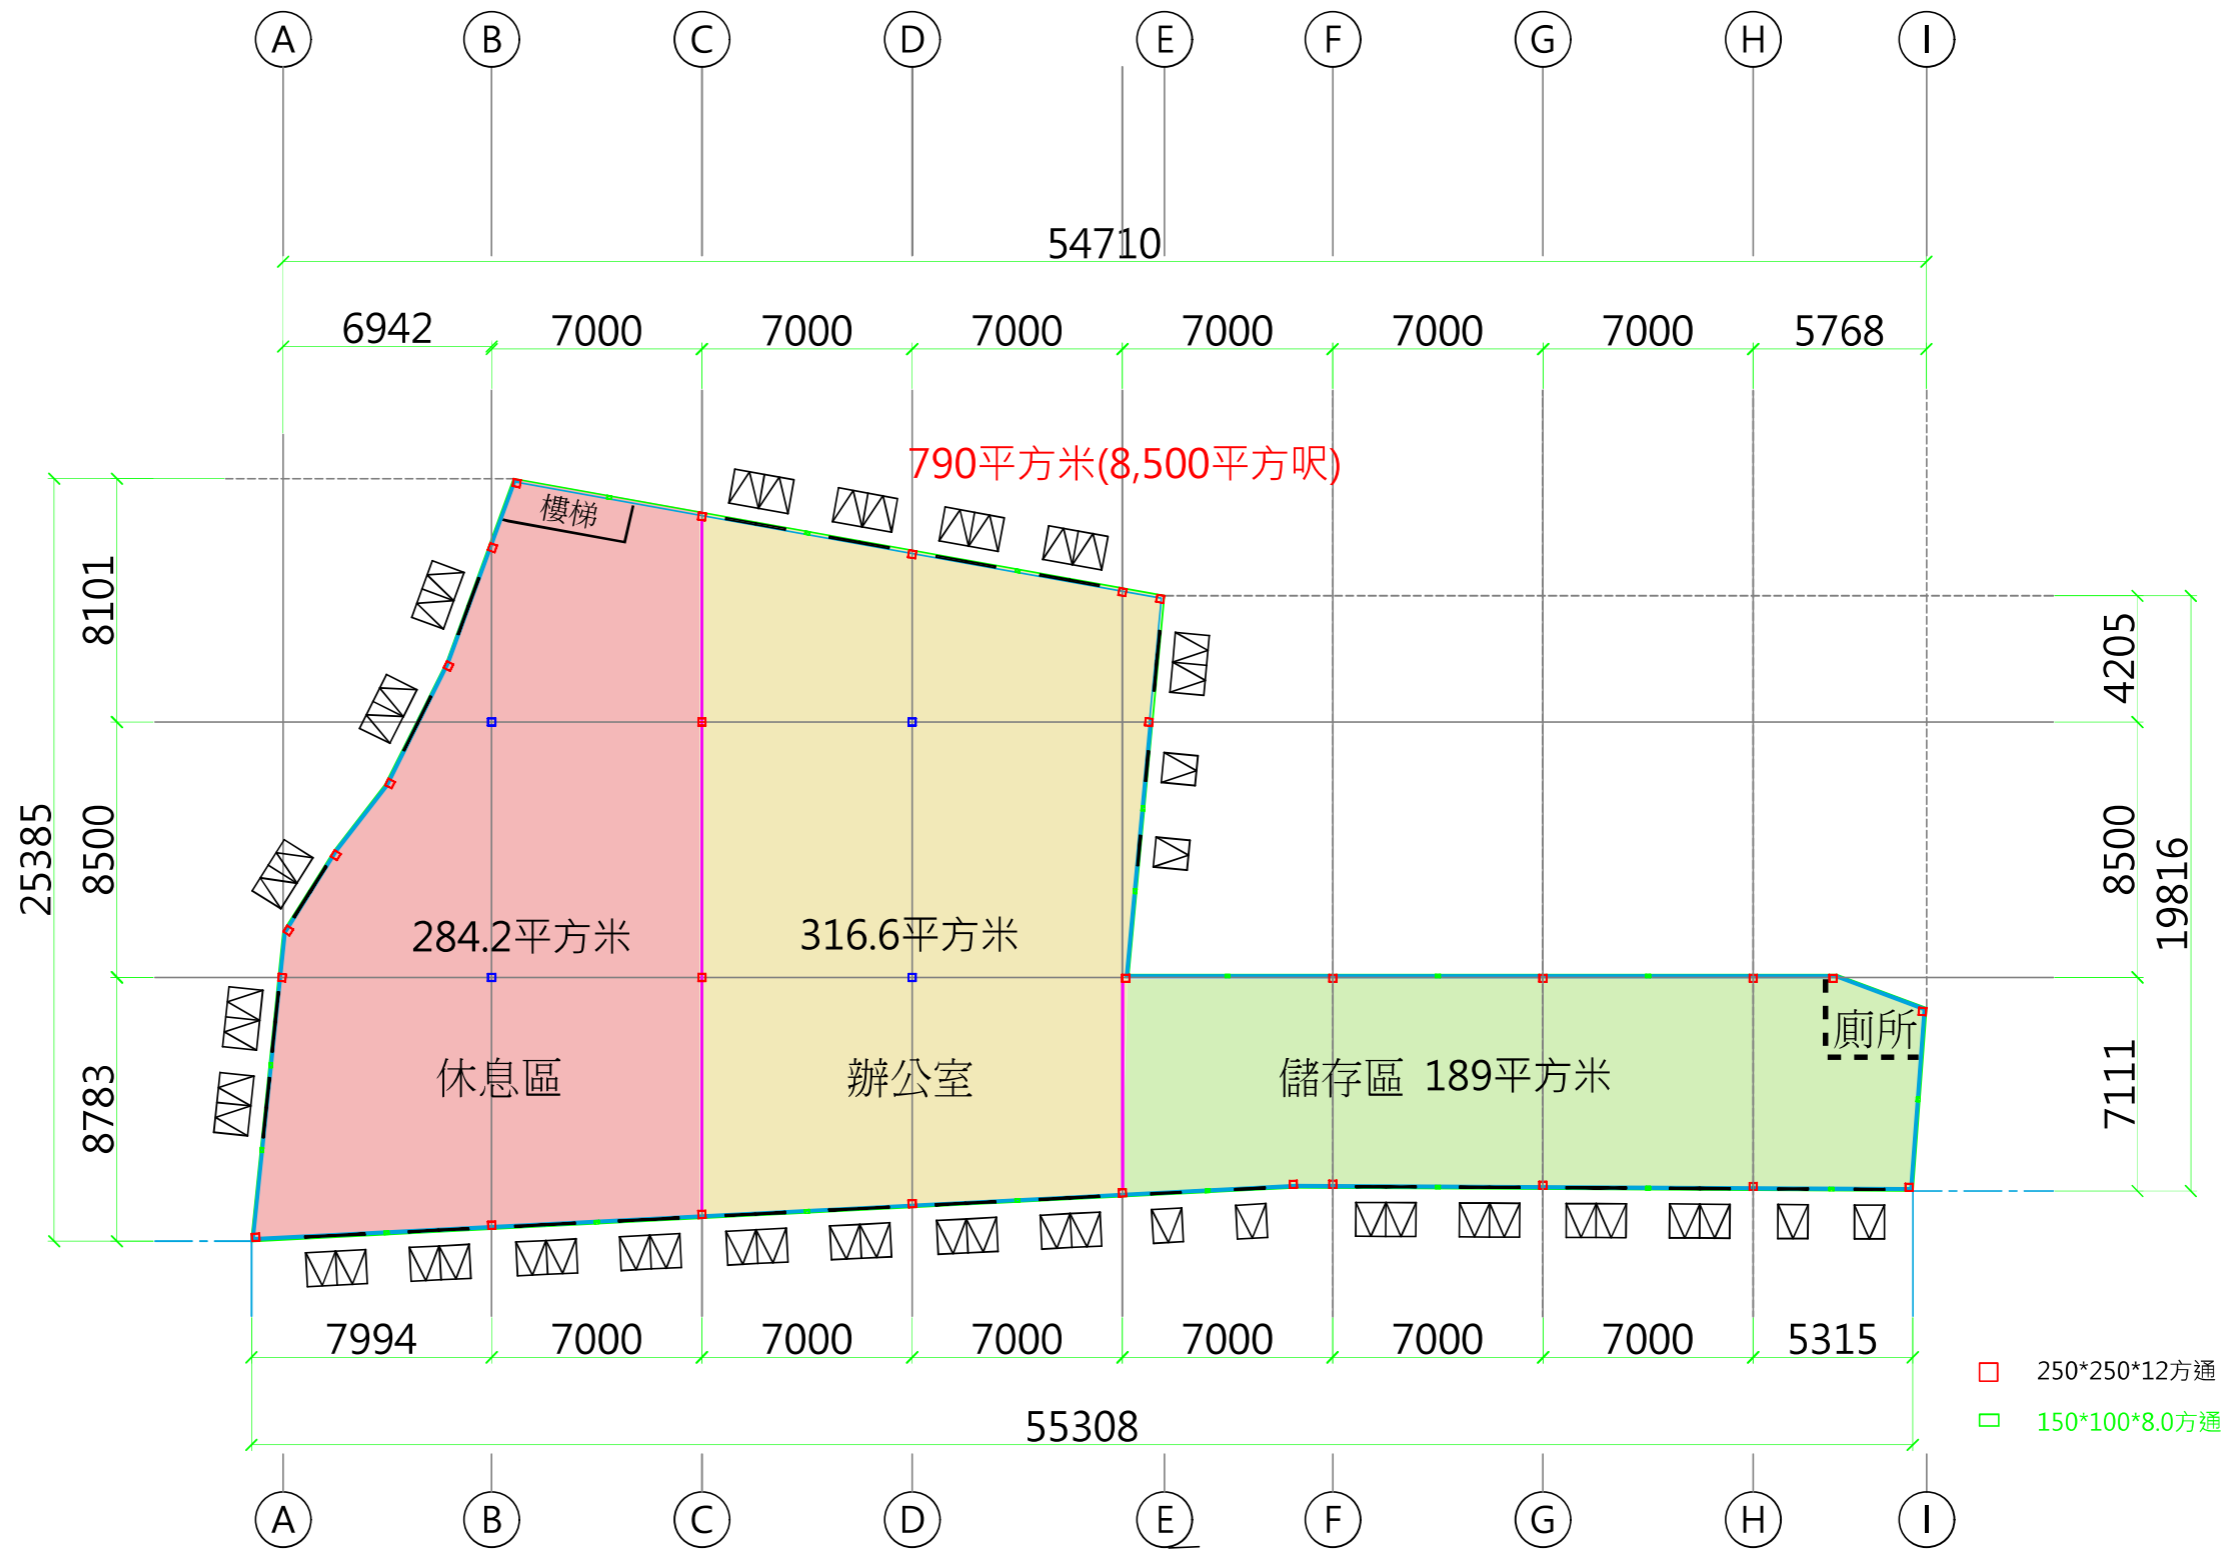 A B C D E F G H I
54710
6942 7000 7000 7000 7000 7000 7000 5768
790平方米(8,500平方呎)
樓梯
8101
4205
25385
8500
8500
19816
284.2平方米
316.6平方米
廁所
8783
7111
休息區
辦公室
儲存區 189平方米
7994 7000 7000 7000 7000 7000 7000 5315
250*250*12方通
55308
150*100*8.0方通
A B C D E F G H I